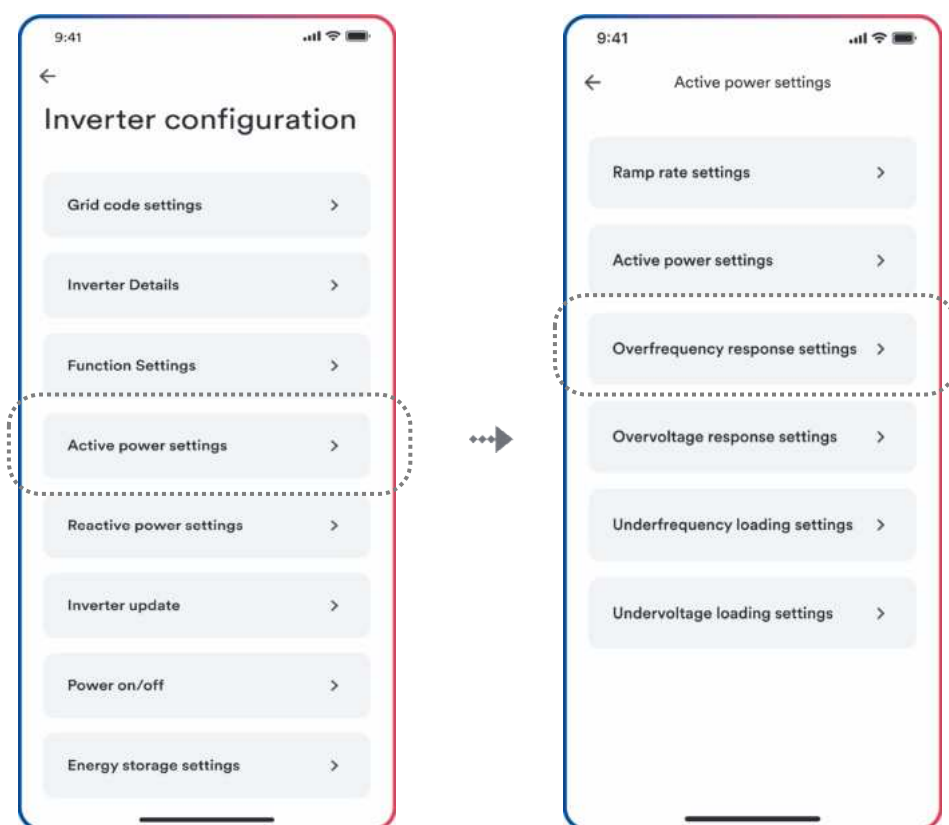 9:41
Inverter configuration
Grid code settings
Inverter Details
Function Settings
Active power settings
Reactive power settings
Inverter update
Power on/off
Energy storage settings
9:41
Active power settings
Ramp rate settings
Active power settings
Overfrequency response settings
Overvoltage response settings
Underfrequency loading settings
Undervoltage loading settings